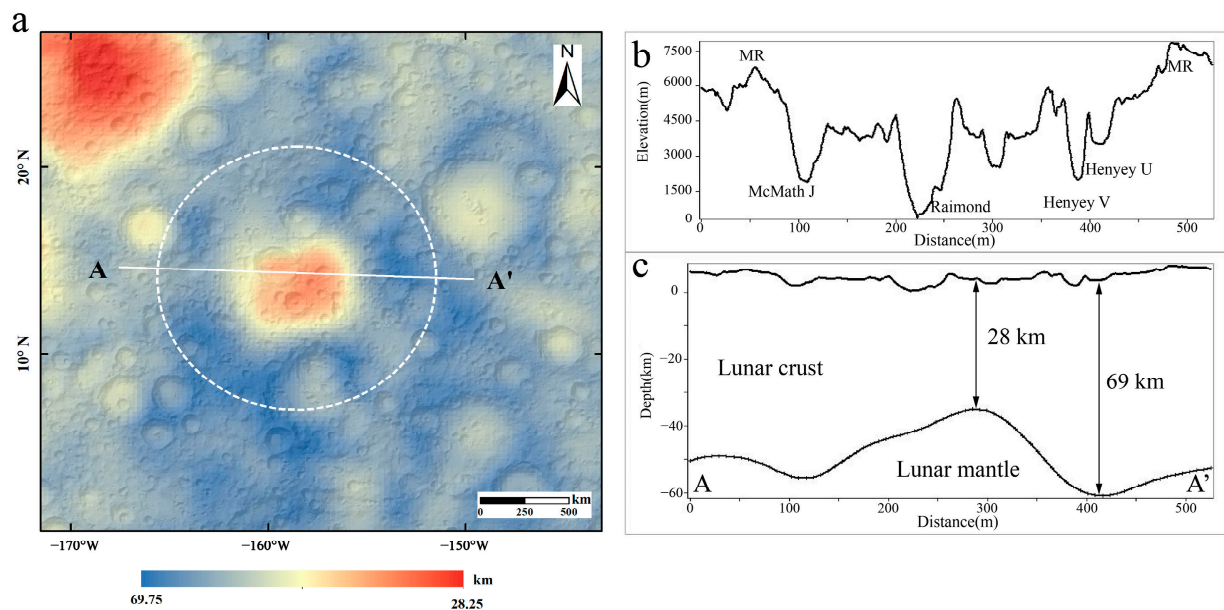 a
N
20° N
10° N
A
A'
0
250
500
km
−170°W
−160°W
−150°W
km
69.75
28.25
b
7500
6000
4500
3000
1500
0
Elevation(m)
MR
MR
McMath J
Raimond
Henyey V
Henyey U
0
100
200
300
400
500
Distance(m)
c
0
−20
−40
−60
Depth(km)
28 km
69 km
Lunar crust
Lunar mantle
A
A’
0
100
200
300
400
500
Distance(m)